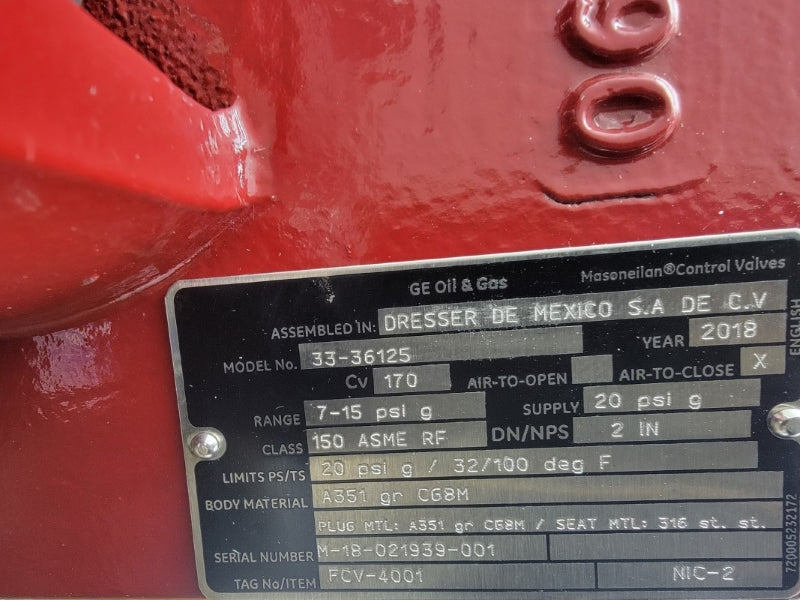 06
0
GE Oil & Gas Masoneilan®Control Valves
ASSEMBLED IN: DRESSER DE MEXICO S.A DE C.V
MODEL No. 33-36125 YEAR 2018
Cv 170 AIR-TO-OPEN AIR-TO-CLOSE X
RANGE 7-15 psi g SUPPLY 20 psi g
CLASS 150 ASME RF DN/NPS 2 IN
LIMITS PS/TS 20 psi g / 32/100 deg F
BODY MATERIAL A351 gr CG8M
PLUG MTL: A351 gr CG8M / SEAT MTL: 316 st. st.
SERIAL NUMBER M-18-021939-001
TAG No/ITEM FCV-4001 NIC-2
ENGLISH
720005232172